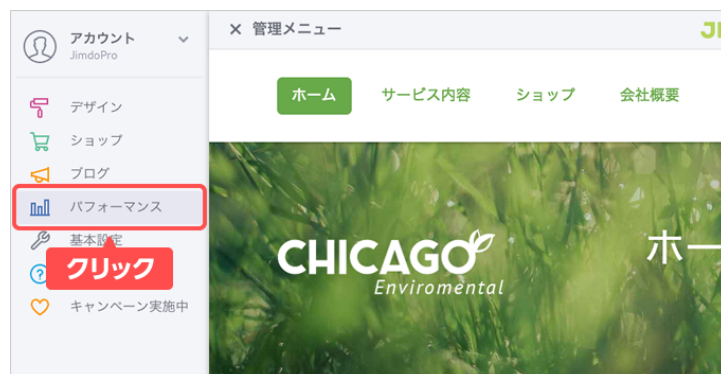 アカウント
JimdoPro
デザイン
ショップ
ブログ
パフォーマンス
基本設定
クリック
キャンペーン実施中
× 管理メニュー
ホーム サービス内容 ショップ 会社概要
CHICAGO
Enviromental